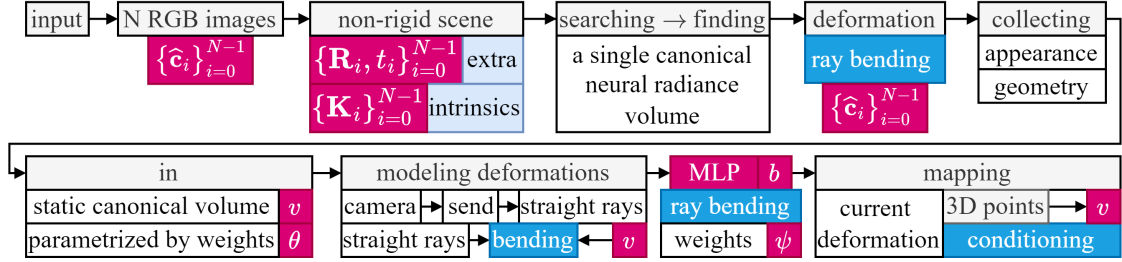 input
N RGB images
non-rigid scene
searching → finding
deformation
collecting
{ĉ_i}_{i=0}^{N-1}
{R_i, t_i}_{i=0}^{N-1} extra
{K_i}_{i=0}^{N-1} intrinsics
a single canonical
neural radiance
volume
ray bending
{ĉ_i}_{i=0}^{N-1}
appearance
geometry
in
static canonical volume v
parametrized by weights θ
modeling deformations
camera send straight rays
straight rays bending v
MLP b
ray bending
weights ψ
mapping
current
deformation
3D points v
conditioning